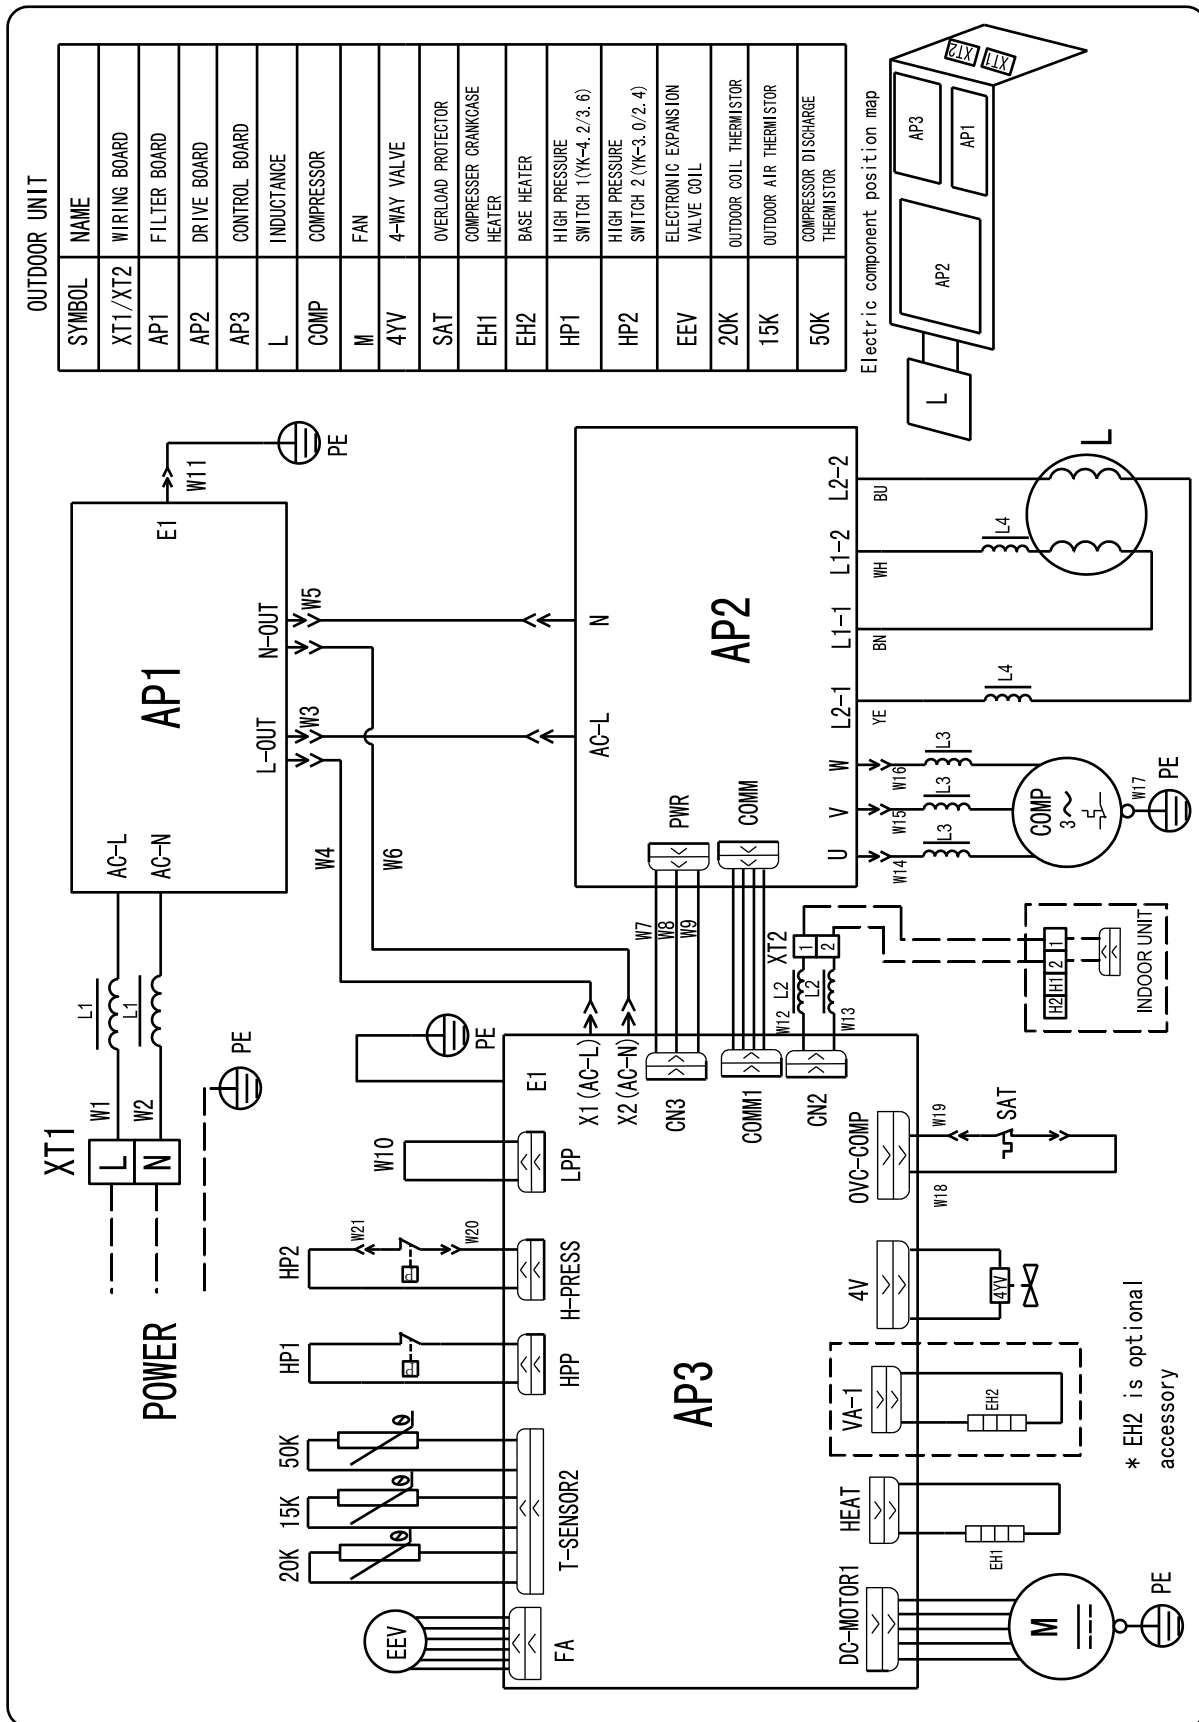 OUTDOOR UNIT
SYMBOL NAME
XT1/XT2 WIRING BOARD
AP1 FILTER BOARD
AP2 DRIVE BOARD
AP3 CONTROL BOARD
L INDUCTANCE
COMP COMPRESSOR
M FAN
4YV 4-WAY VALVE
SAT OVERLOAD PROTECTOR
EH1 COMPRESSER CRANKCASE
HEATER
EH2 BASE HEATER
HP1 HIGH PRESSURE
SWITCH 1(YK-4.2/3.6)
HP2 HIGH PRESSURE
SWITCH 2(YK-3.0/2.4)
EEV ELECTRONIC EXPANSION
VALVE COIL
20K OUTDOOR COIL THERMISTOR
15K OUTDOOR AIR THERMISTOR
50K COMPRESSOR DISCHARGE
THERMISTOR
Electric component position map
L
AP2
AP3
AP1
XT2
XT1
POWER
XT1
L
N
W1
W2
L1
L1
PE
AC-L
AC-N
AP1
E1
W11
PE
L-OUT
N-OUT
W3
W5
W4
W6
AC-L
N
AP2
PWR
COMM
U
V
W
L2-1
L1-1
L1-2
L2-2
W14
W15
W16
YE
BN
WH
BU
L3
L3
L3
L4
L4
L
COMP
3~
W17
PE
W7
W8
W9
XT2
1
2
L2
L2
W12
W13
H2
H1
2
1
INDOOR UNIT
EEV
20K
15K
50K
HP1
HP2
W21
W20
W10
PE
FA
T-SENSOR2
HPP
H-PRESS
LPP
E1
X1(AC-L)
X2(AC-N)
CN3
COMM1
CN2
AP3
DC-MOTOR1
HEAT
VA-1
4V
OVC-COMP
M
PE
EH1
EH2
4YV
W18
W19
SAT
* EH2 is optional
accessory